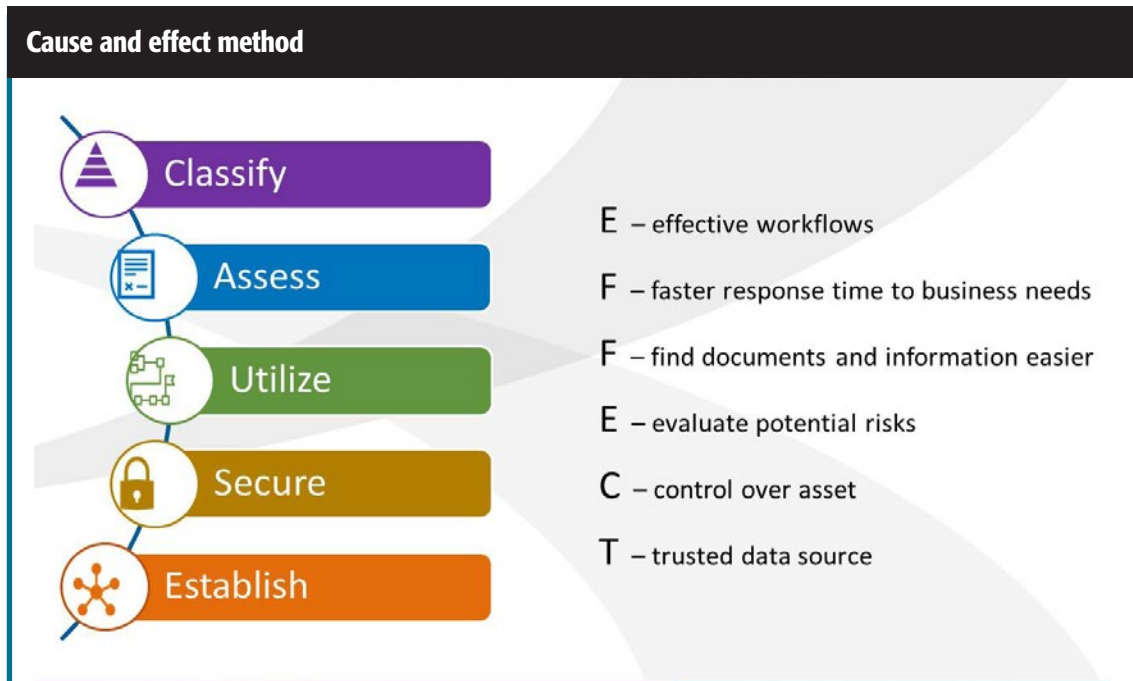 Cause and effect method
Classify
Assess
Utilize
Secure
Establish
E – effective workflows
F – faster response time to business needs
F – find documents and information easier
E – evaluate potential risks
C – control over asset
T – trusted data source